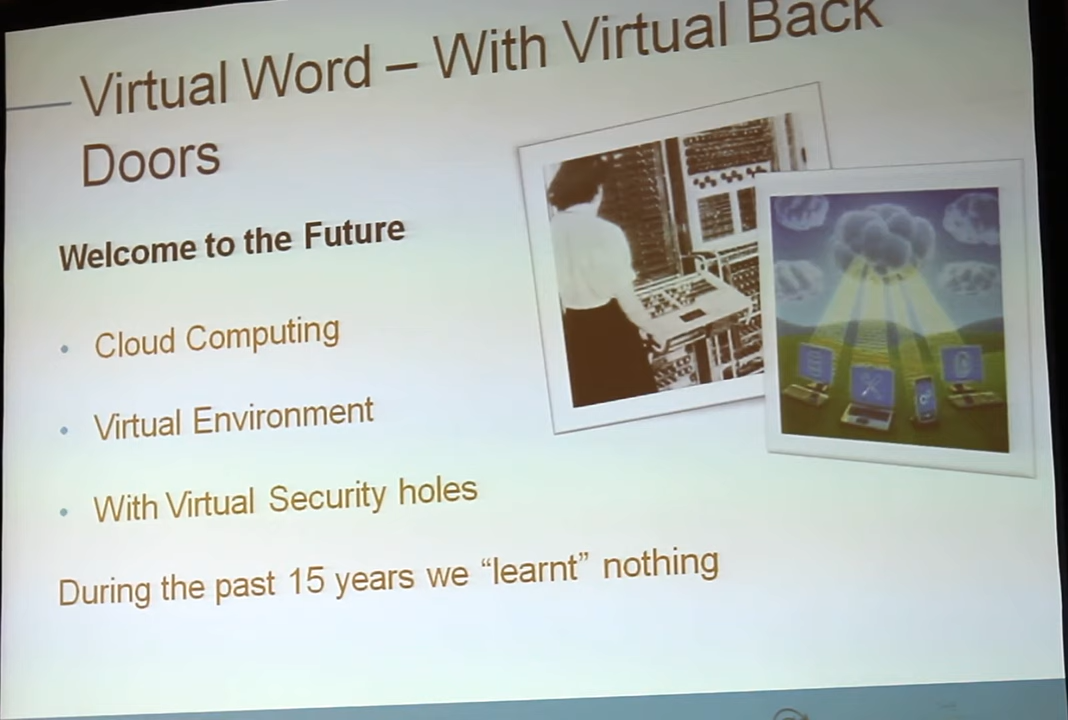 Virtual Word – With Virtual Back
Doors
Welcome to the Future
• Cloud Computing
• Virtual Environment
• With Virtual Security holes
During the past 15 years we “learnt” nothing